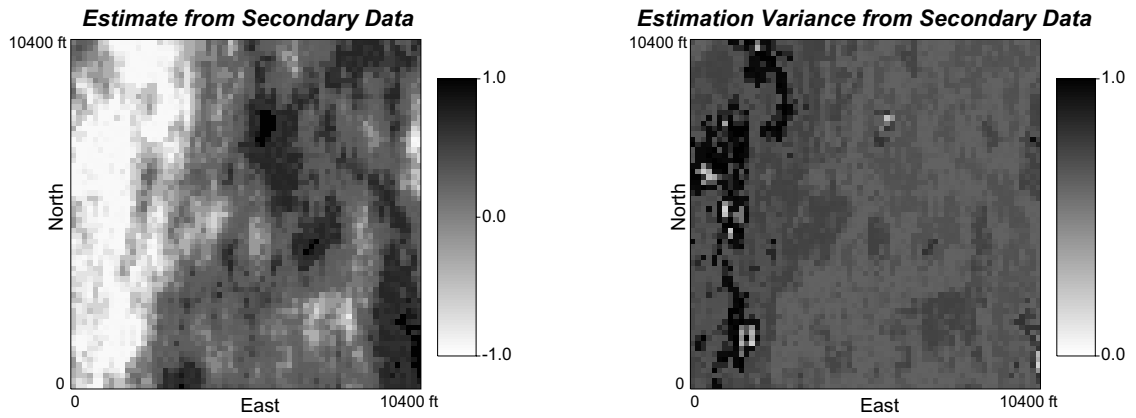 Estimate from Secondary Data
10400 ft
North
0
0
East
10400 ft
1.0
0.0
-1.0
Estimation Variance from Secondary Data
10400 ft
North
0
0
East
10400 ft
1.0
0.0